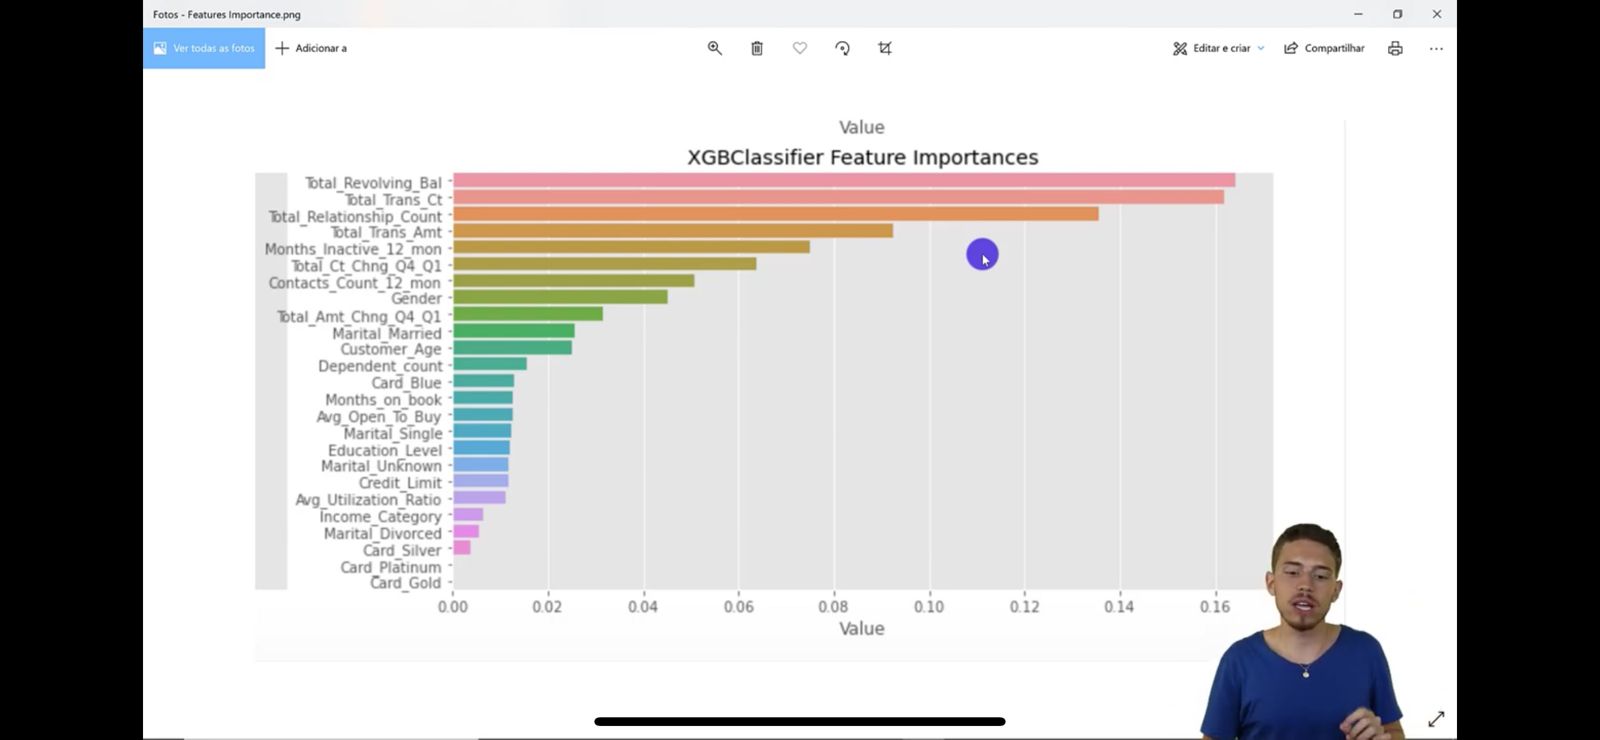 Fotos - Features Importance.png
Ver todas as fotos
Adicionar a
Editar e criar
Compartilhar
Value
XGBClassifier Feature Importances
Total_Revolving_Bal
Total_Trans_Ct
Total_Relationship_Count
Total_Trans_Amt
Months_Inactive_12_mon
Total_Ct_Chng_Q4_Q1
Contacts_Count_12_mon
Gender
Total_Amt_Chng_Q4_Q1
Marital_Married
Customer_Age
Dependent_count
Card_Blue
Months_on_book
Avg_Open_To_Buy
Marital_Single
Education_Level
Marital_Unknown
Credit_Limit
Avg_Utilization_Ratio
Income_Category
Marital_Divorced
Card_Silver
Card_Platinum
Card_Gold
0.00 0.02 0.04 0.06 0.08 0.10 0.12 0.14 0.16
Value